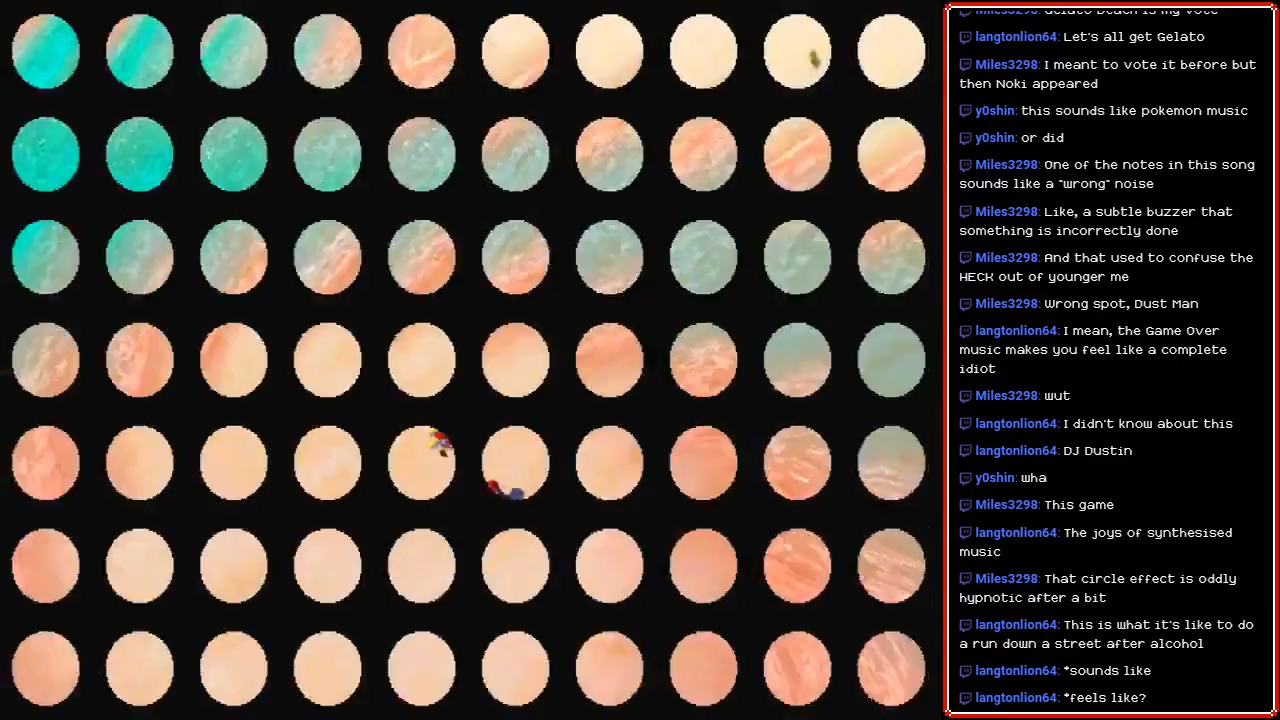 Miles3298: Gelato Beach is my vote
langtonlion64: Let's all get Gelato
Miles3298: I meant to vote it before but
then Noki appeared
y0shin: this sounds like pokemon music
y0shin: or did
Miles3298: One of the notes in this song
sounds like a "wrong" noise
Miles3298: Like, a subtle buzzer that
something is incorrectly done
Miles3298: And that used to confuse the
HECK out of younger me
Miles3298: Wrong spot, Dust Man
langtonlion64: I mean, the Game Over
music makes you feel like a complete
idiot
Miles3298: wut
langtonlion64: I didn't know about this
langtonlion64: DJ Dustin
y0shin: wha
Miles3298: This game
langtonlion64: The joys of synthesised
music
Miles3298: That circle effect is oddly
hypnotic after a bit
langtonlion64: This is what it's like to do
a run down a street after alcohol
langtonlion64: *sounds like
langtonlion64: *feels like?